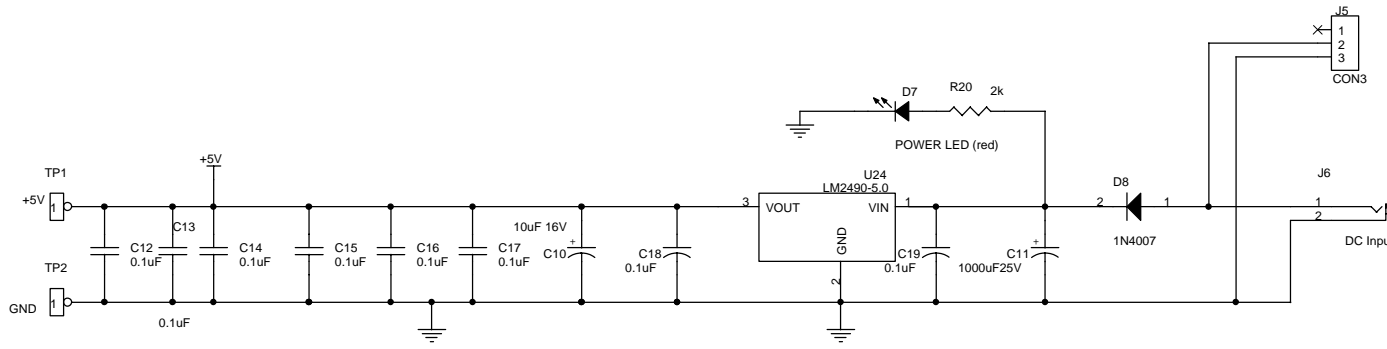 J5
1
2
3
CON3
D7
R20
2k
POWER LED (red)
U24
LM2490-5.0
D8
J6
TP1
+5V
+5V
1
3
VOUT
VIN
1
2
1
1
2
GND
2
C13
10uF 16V
C12
0.1uF
C14
0.1uF
C15
0.1uF
C16
0.1uF
C17
0.1uF
+
C10
C18
0.1uF
C19
0.1uF
+
C11
1000uF25V
1N4007
DC Inpu
TP2
GND
1
0.1uF